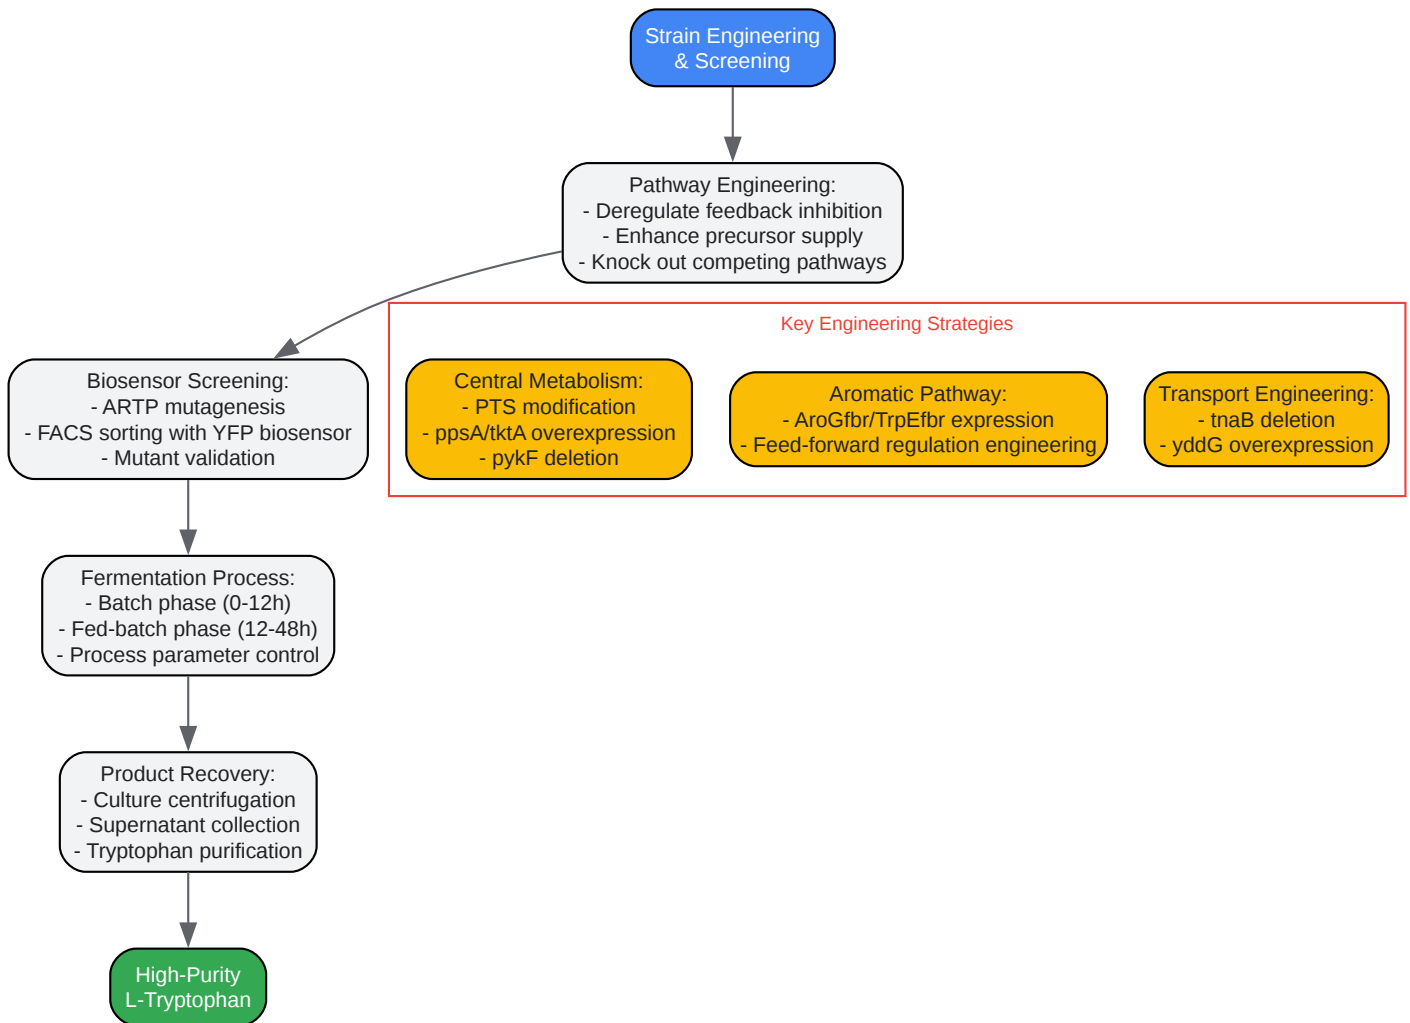 Strain Engineering
& Screening
Pathway Engineering:
- Deregulate feedback inhibition
- Enhance precursor supply
- Knock out competing pathways
Key Engineering Strategies
Biosensor Screening:
- ARTP mutagenesis
- FACS sorting with YFP biosensor
- Mutant validation
Central Metabolism:
- PTS modification
- ppsA/tktA overexpression
- pykF deletion
Aromatic Pathway:
- AroGfbr/TrpEfbr expression
- Feed-forward regulation engineering
Transport Engineering:
- tnaB deletion
- yddG overexpression
Fermentation Process:
- Batch phase (0-12h)
- Fed-batch phase (12-48h)
- Process parameter control
Product Recovery:
- Culture centrifugation
- Supernatant collection
- Tryptophan purification
High-Purity
L-Tryptophan